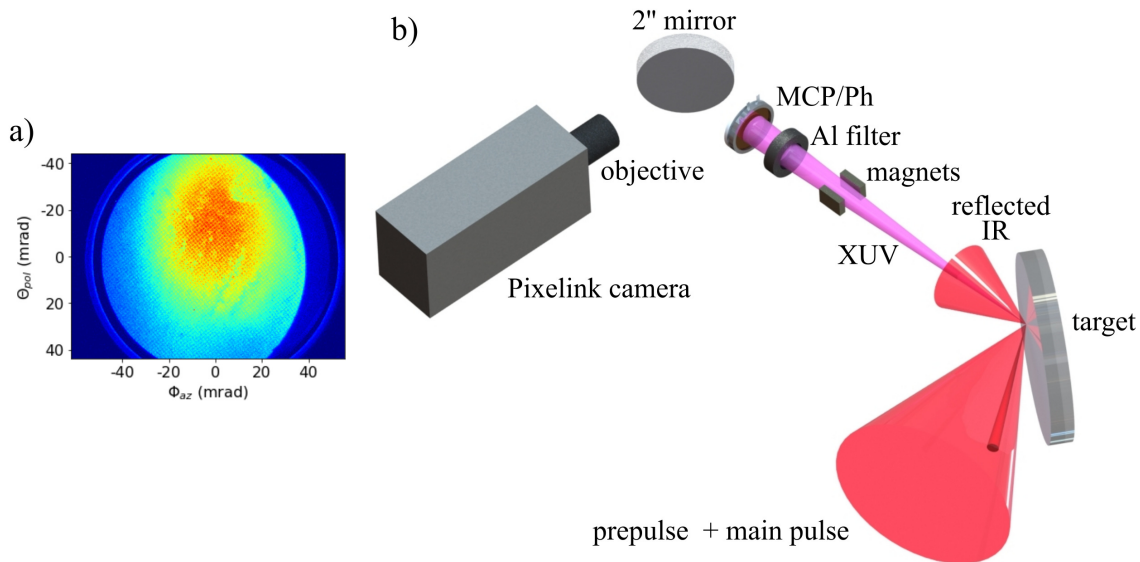 a)
-40
-20
0
20
40
Θpol (mrad)
-40 -20 0 20 40
Φaz (mrad)
b)
2" mirror
MCP/Ph
Al filter
objective
magnets
reflected
IR
XUV
Pixelink camera
target
prepulse + main pulse